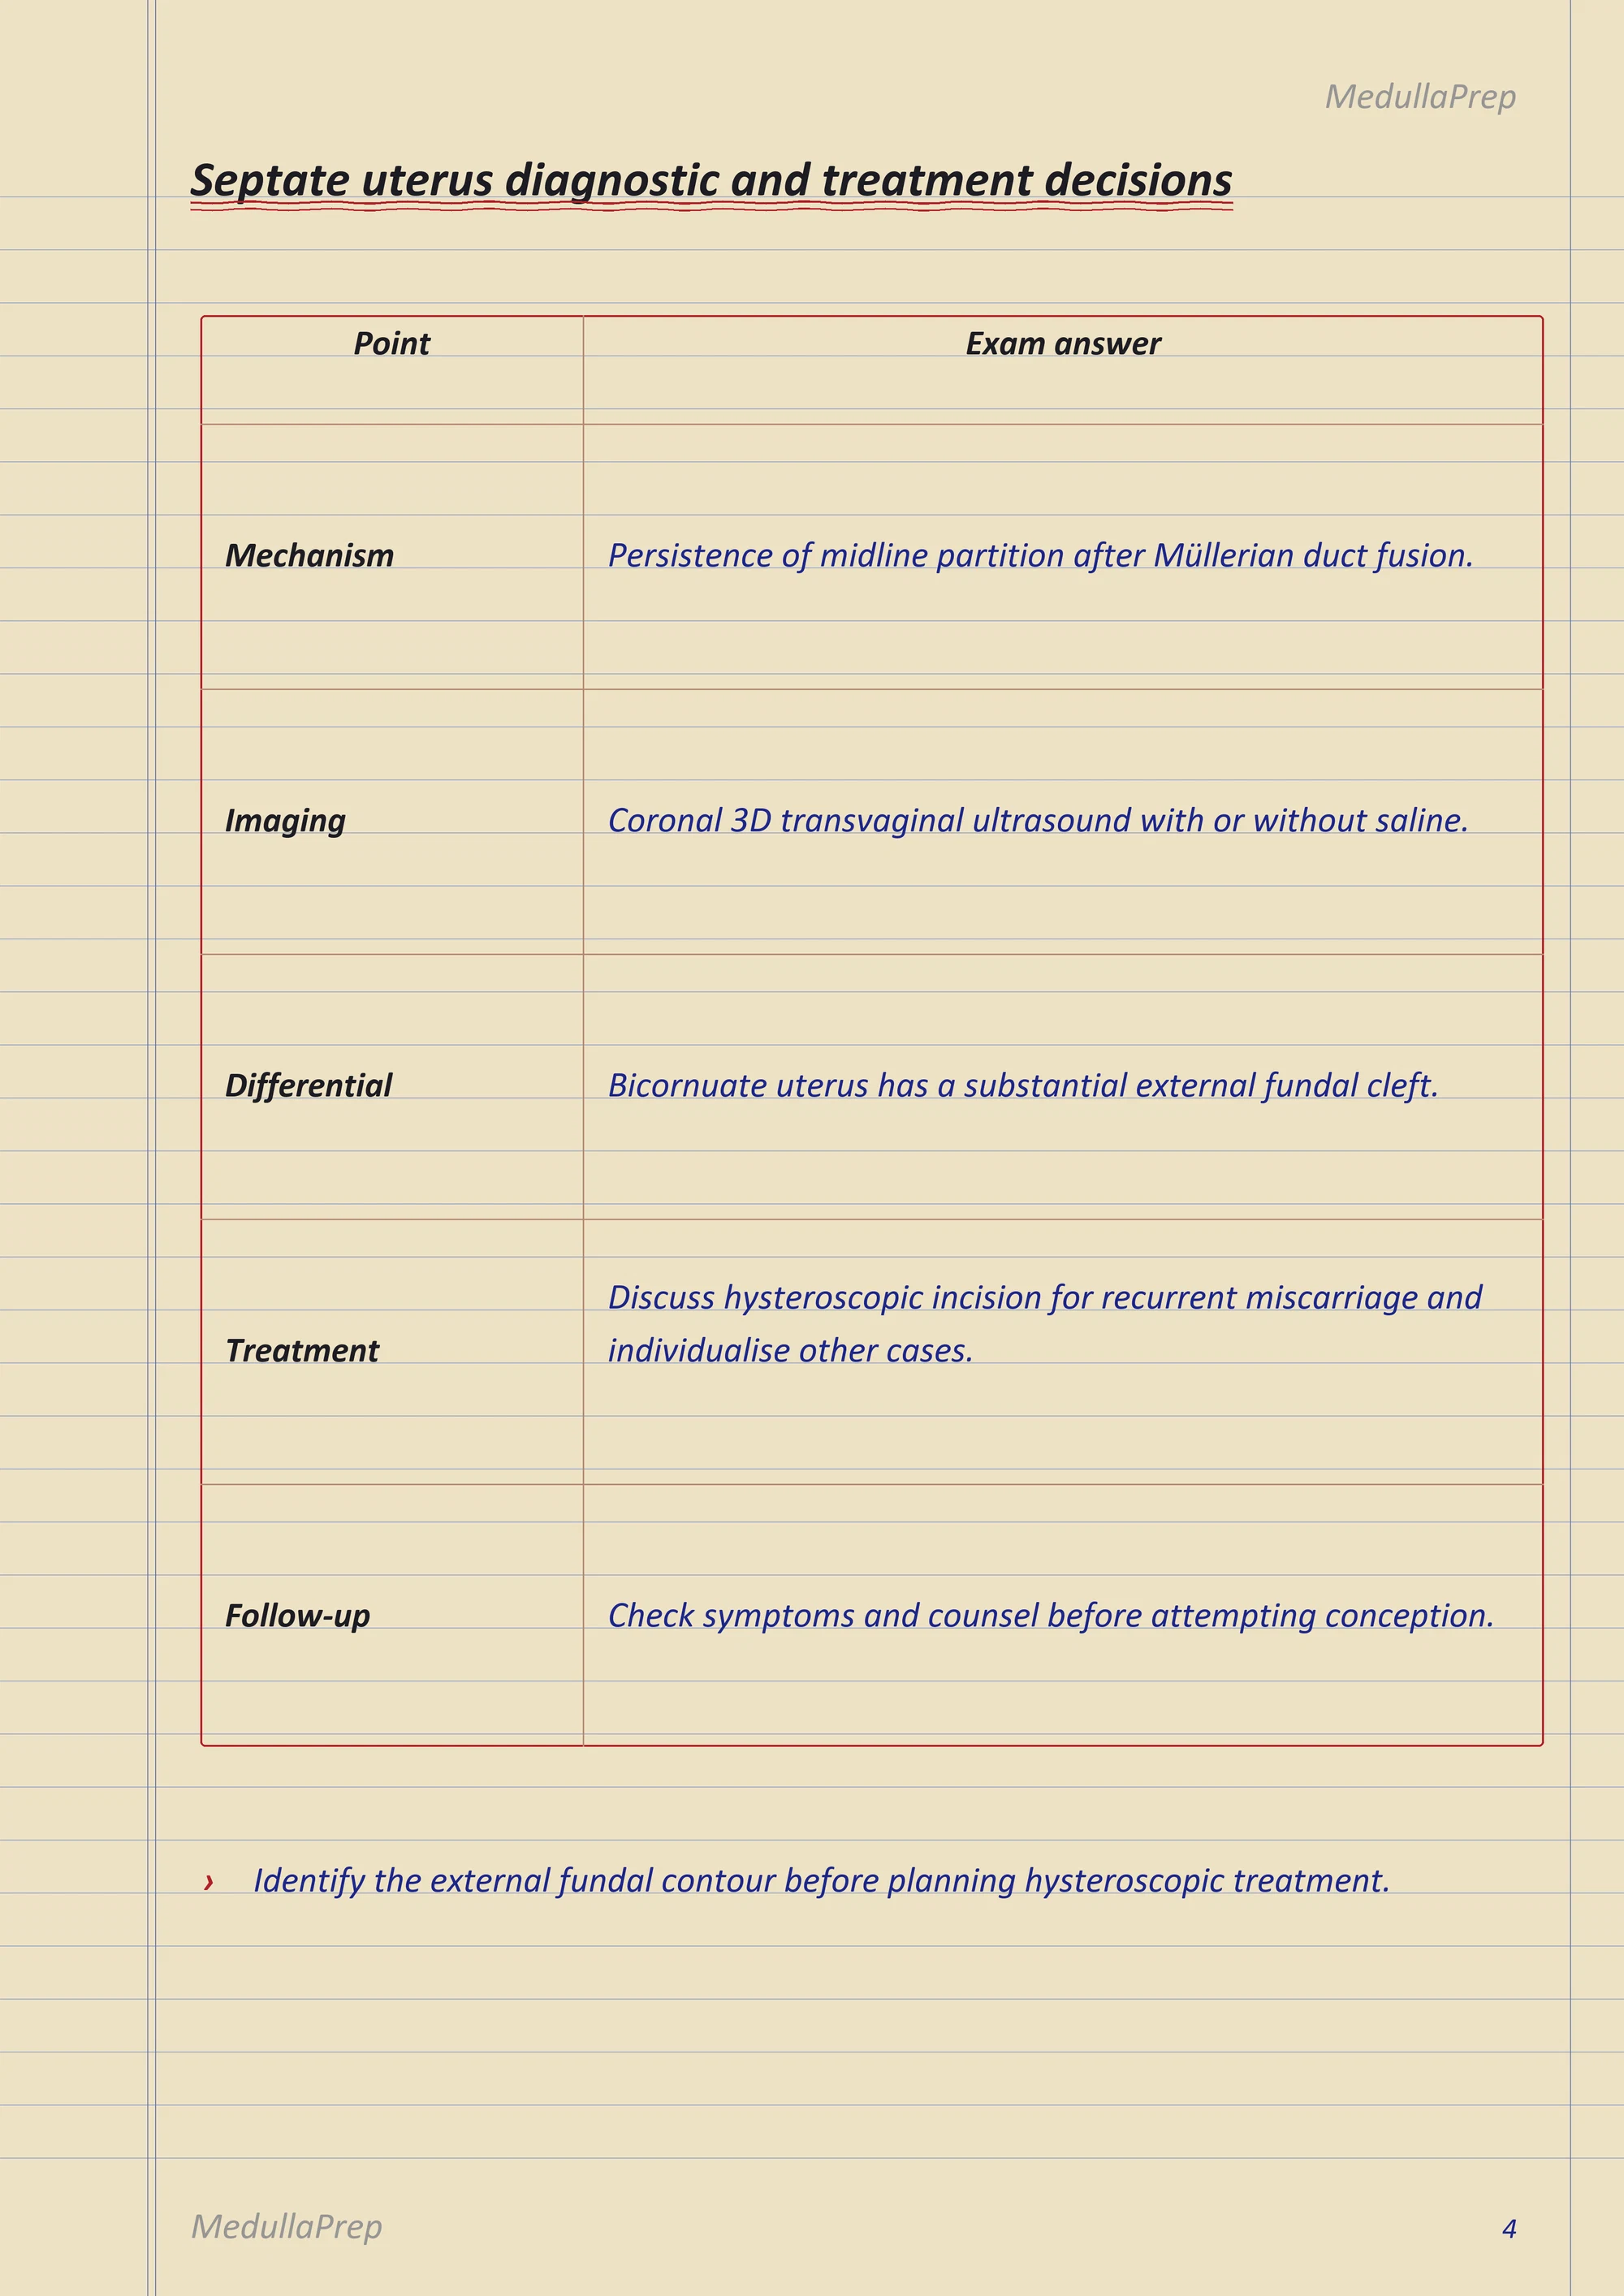 MedullaPrep
Septate uterus diagnostic and treatment decisions
Point Exam answer
Mechanism Persistence of midline partition after Müllerian duct fusion.
Imaging Coronal 3D transvaginal ultrasound with or without saline.
Differential Bicornuate uterus has a substantial external fundal cleft.
Discuss hysteroscopic incision for recurrent miscarriage and
Treatment individualise other cases.
Follow-up Check symptoms and counsel before attempting conception.
› Identify the external fundal contour before planning hysteroscopic treatment.
MedullaPrep 4